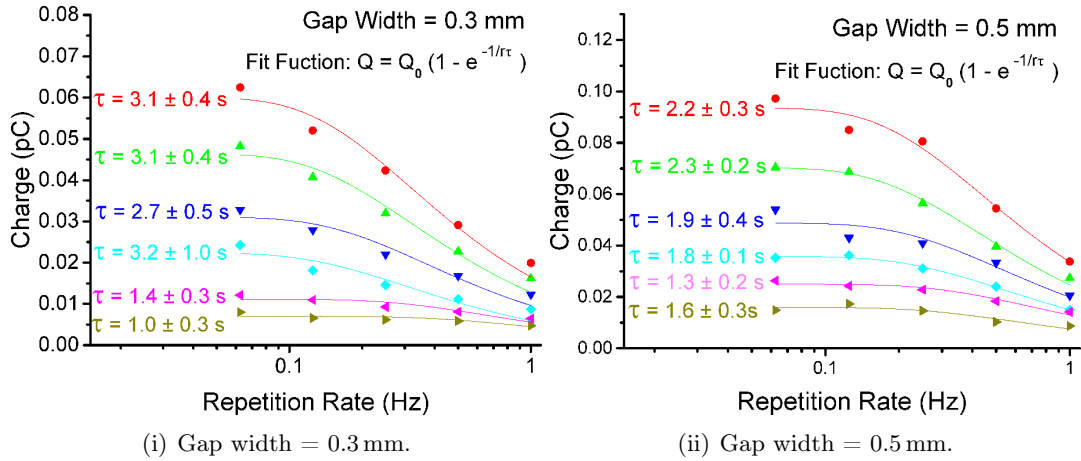 Gap Width = 0.3 mm
Fit Fuction: Q = Q₀ (1 - e^(-1/rτ))
Charge (pC)
0.08
0.07
0.06
0.05
0.04
0.03
0.02
0.01
0.00
τ = 3.1 ± 0.4 s
τ = 3.1 ± 0.4 s
τ = 2.7 ± 0.5 s
τ = 3.2 ± 1.0 s
τ = 1.4 ± 0.3 s
τ = 1.0 ± 0.3 s
0.1 1
Repetition Rate (Hz)
(i) Gap width = 0.3 mm.
Gap Width = 0.5 mm
Fit Fuction: Q = Q₀ (1 - e^(-1/rτ))
Charge (pC)
0.12
0.10
0.08
0.06
0.04
0.02
0.00
τ = 2.2 ± 0.3 s
τ = 2.3 ± 0.2 s
τ = 1.9 ± 0.4 s
τ = 1.8 ± 0.1 s
τ = 1.3 ± 0.2 s
τ = 1.6 ± 0.3s
0.1 1
Repetition Rate (Hz)
(ii) Gap width = 0.5 mm.